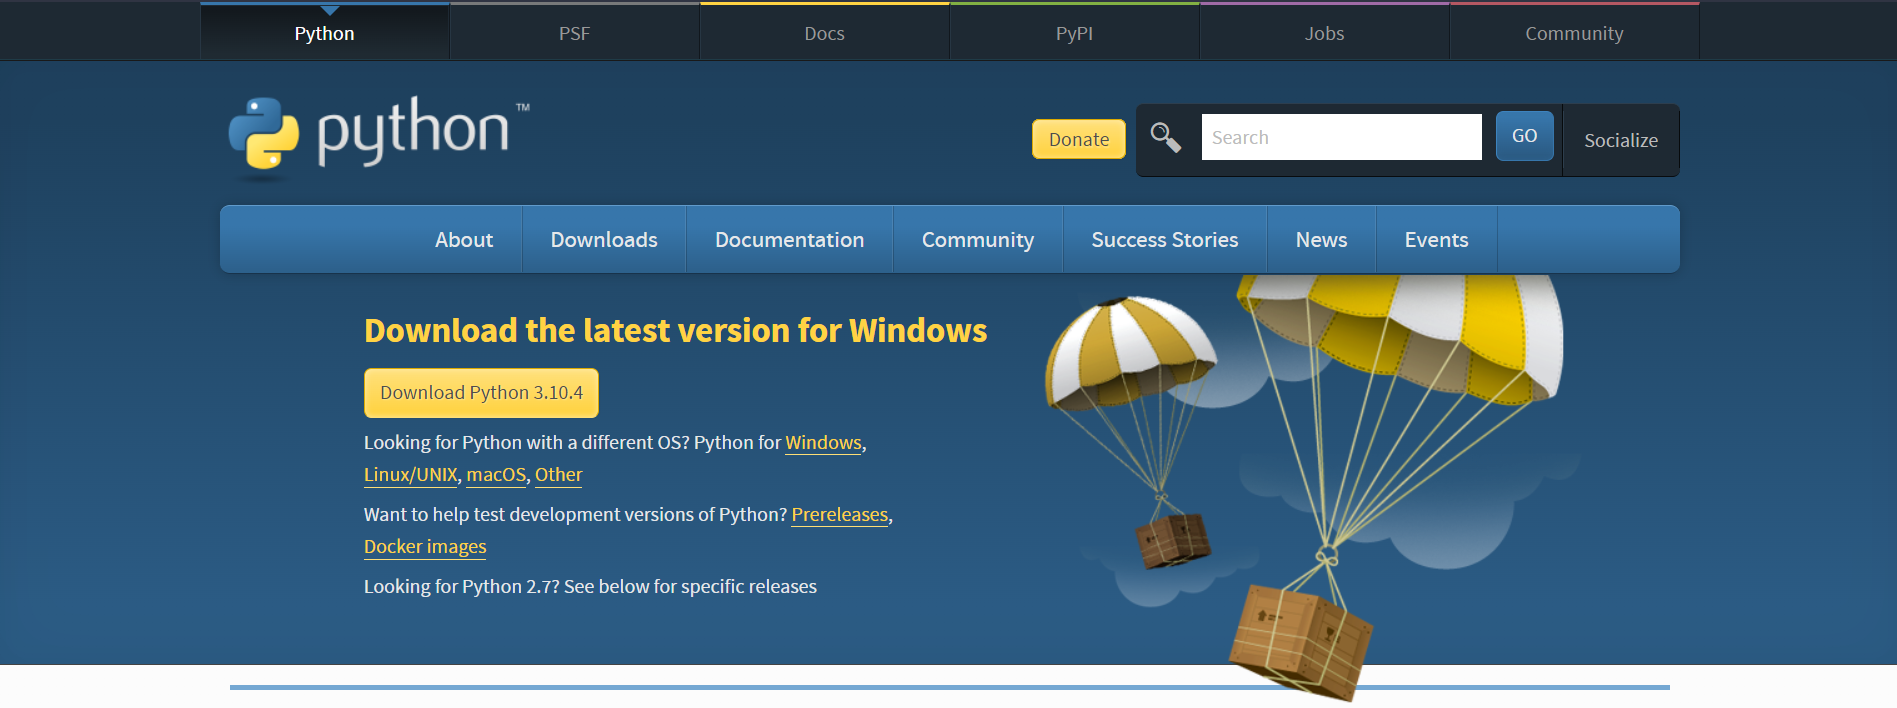 Python PSF Docs PyPI Jobs Community
python™
Donate Search GO Socialize
About Downloads Documentation Community Success Stories News Events
Download the latest version for Windows
Download Python 3.10.4
Looking for Python with a different OS? Python for Windows,
Linux/UNIX, macOS, Other
Want to help test development versions of Python? Prereleases,
Docker images
Looking for Python 2.7? See below for specific releases